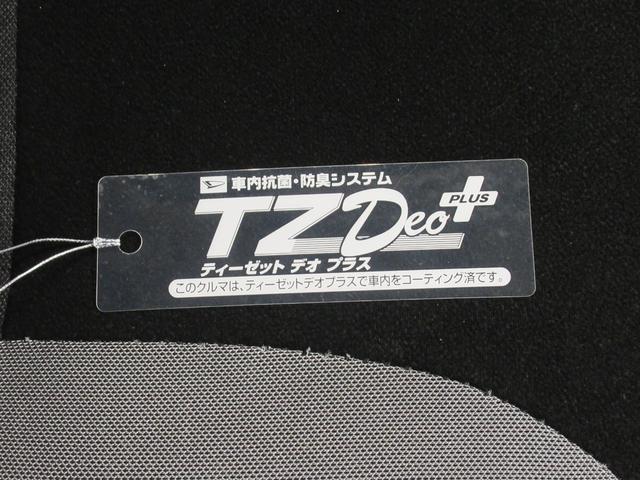 車内抗菌・防臭システム
TZ Deo PLUS
ティーゼット デオ プラス
このクルマは、ティーゼットデオプラスで車内をコーティング済です。